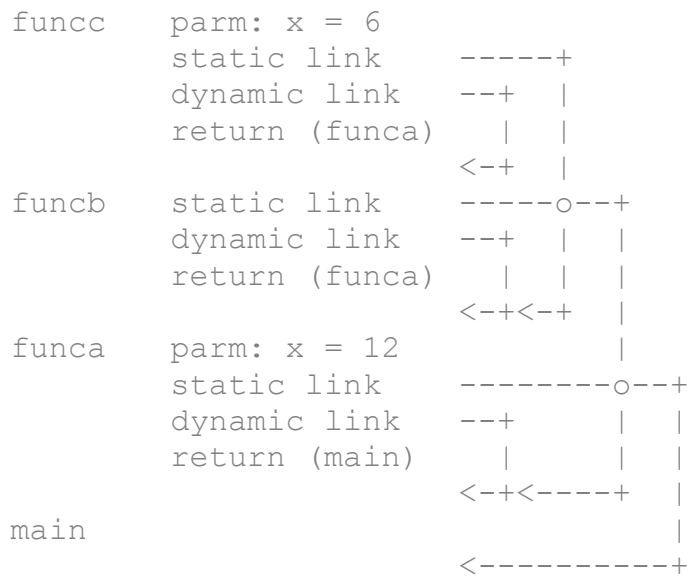 funcc   parm: x = 6
        static link    -----+
        dynamic link   --+  |
        return (funca)   |  |
                       <-+  |
funcb   static link    -----o--+
        dynamic link   --+  |  |
        return (funca)   |  |  |
                       <-+<-+  |
funca   parm: x = 12           |
        static link    --------o--+
        dynamic link   --+     |  |
        return (main)    |     |  |
                       <-+<----+  |
main                              |
                       <----------+